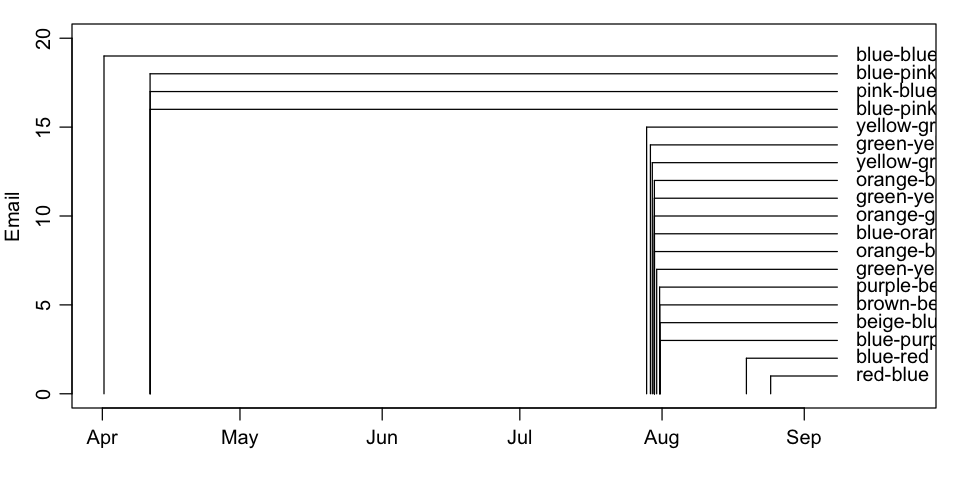 20
15
10
5
0
Email
blue-blue
blue-pink
pink-blue
blue-pink
yellow-gr
green-ye
yellow-gr
orange-b
green-ye
orange-g
blue-oran
orange-b
green-ye
purple-be
brown-be
beige-blu
blue-purp
blue-red
red-blue
Apr May Jun Jul Aug Sep